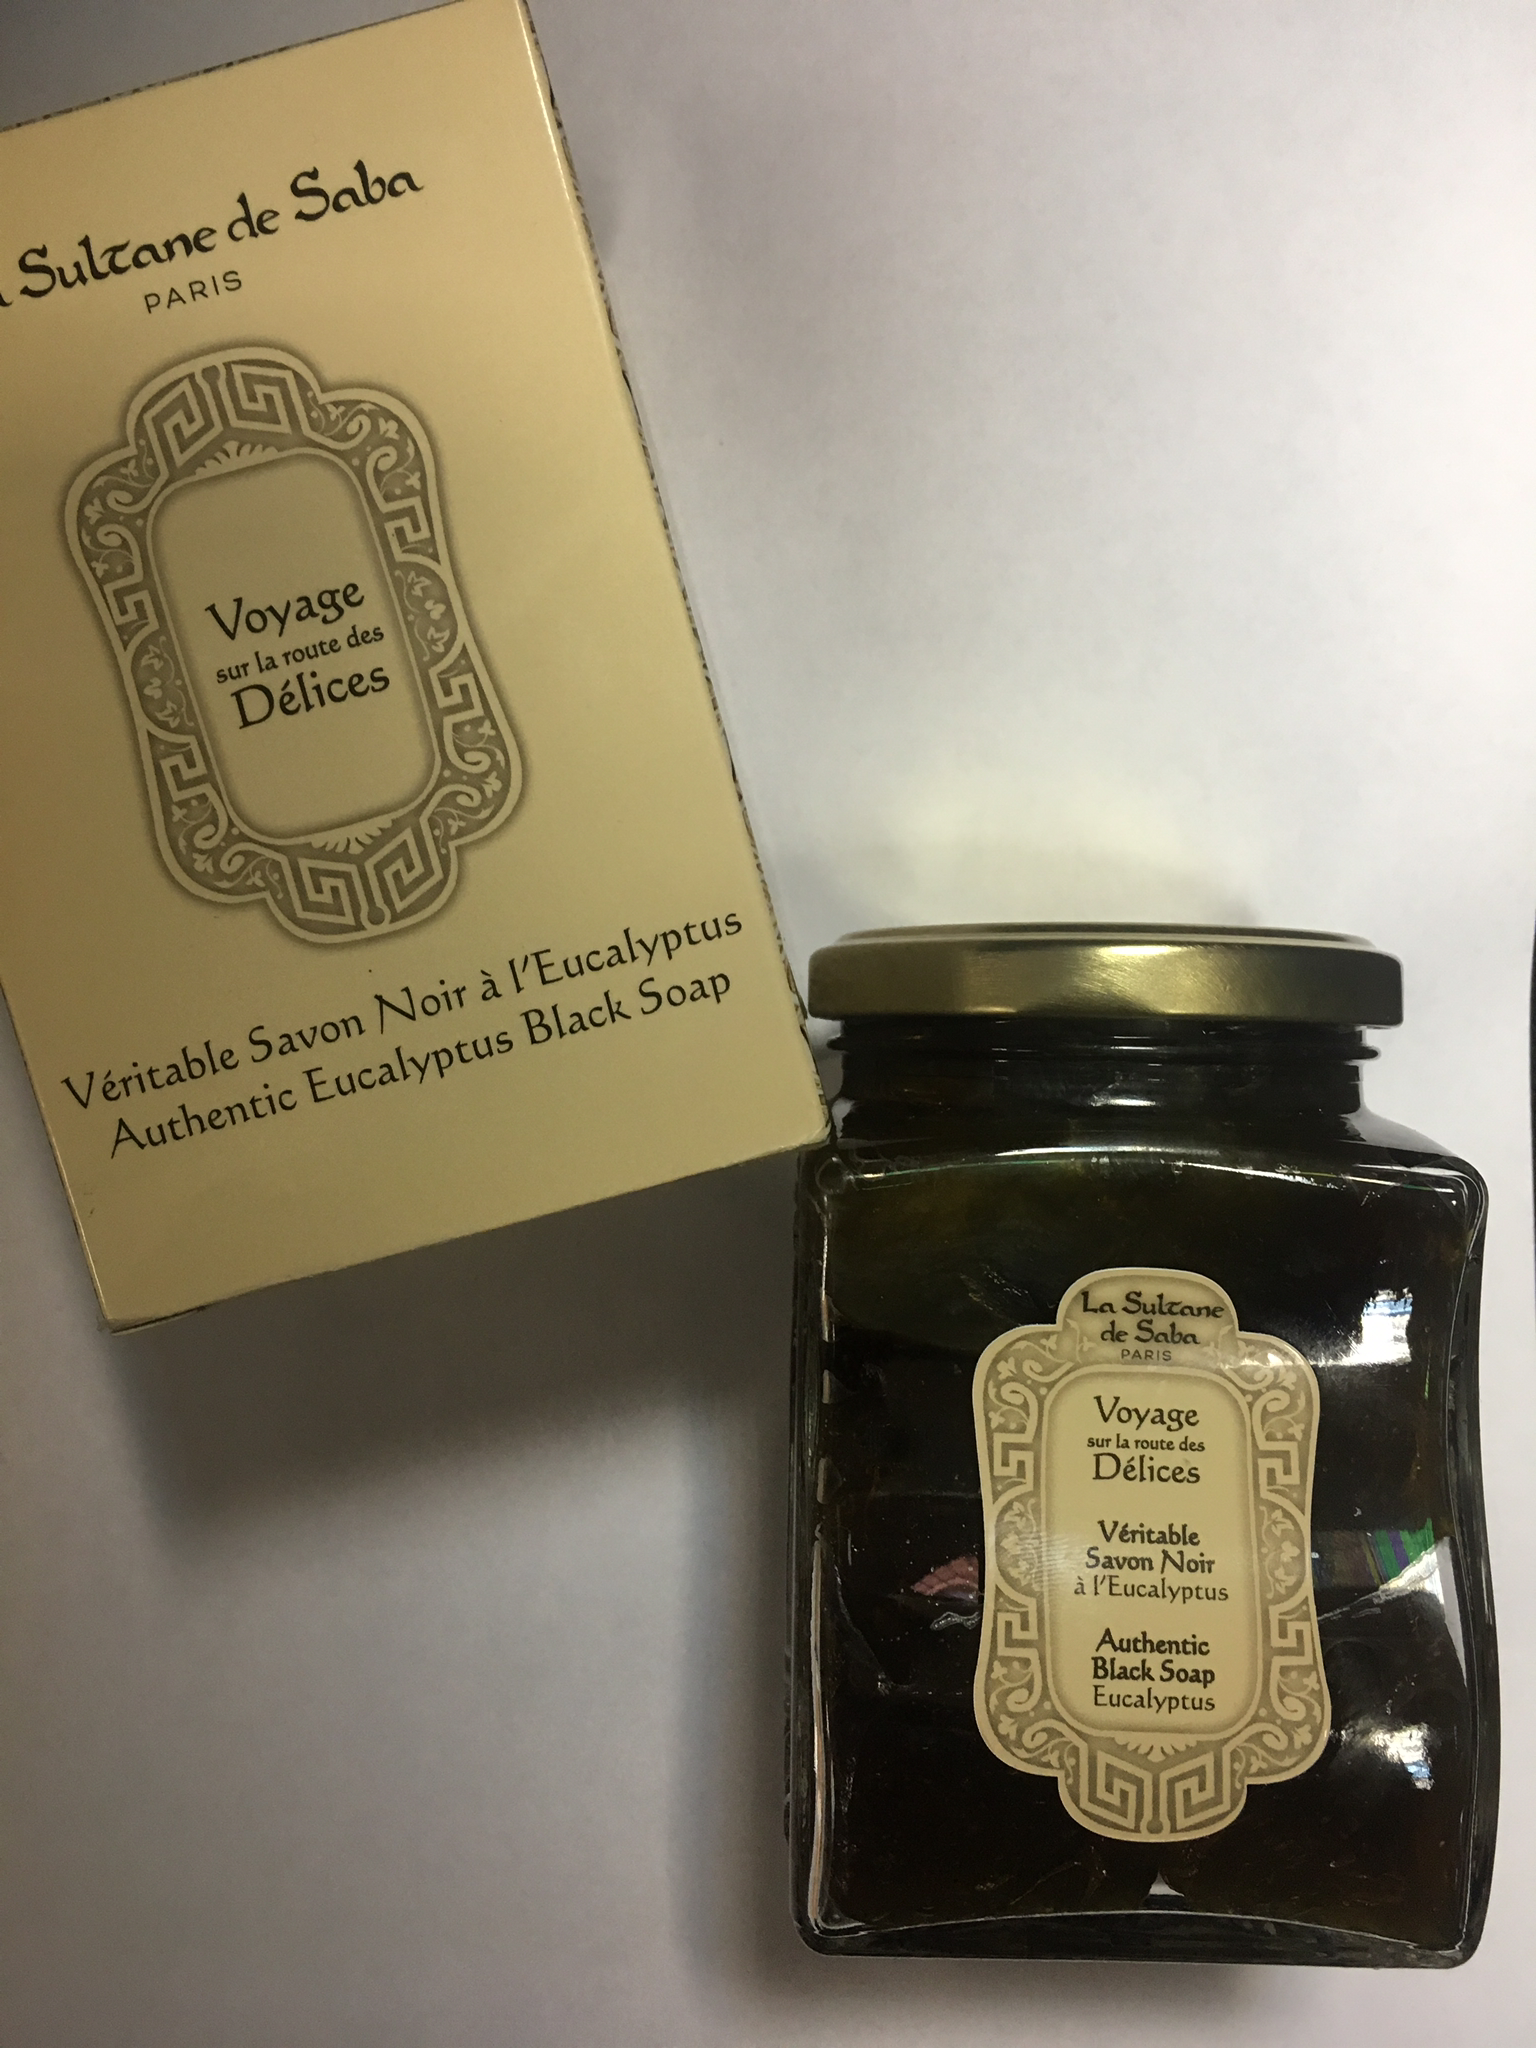 Sultane de Saba
PARIS
Voyage
sur la route des
Délices
Véritable Savon Noir à l'Eucalyptus
Authentic Eucalyptus Black Soap
La Sultane
de Saba
PARIS
Voyage
sur la route des
Délices
Véritable
Savon Noir
à l'Eucalyptus
Authentic
Black Soap
Eucalyptus